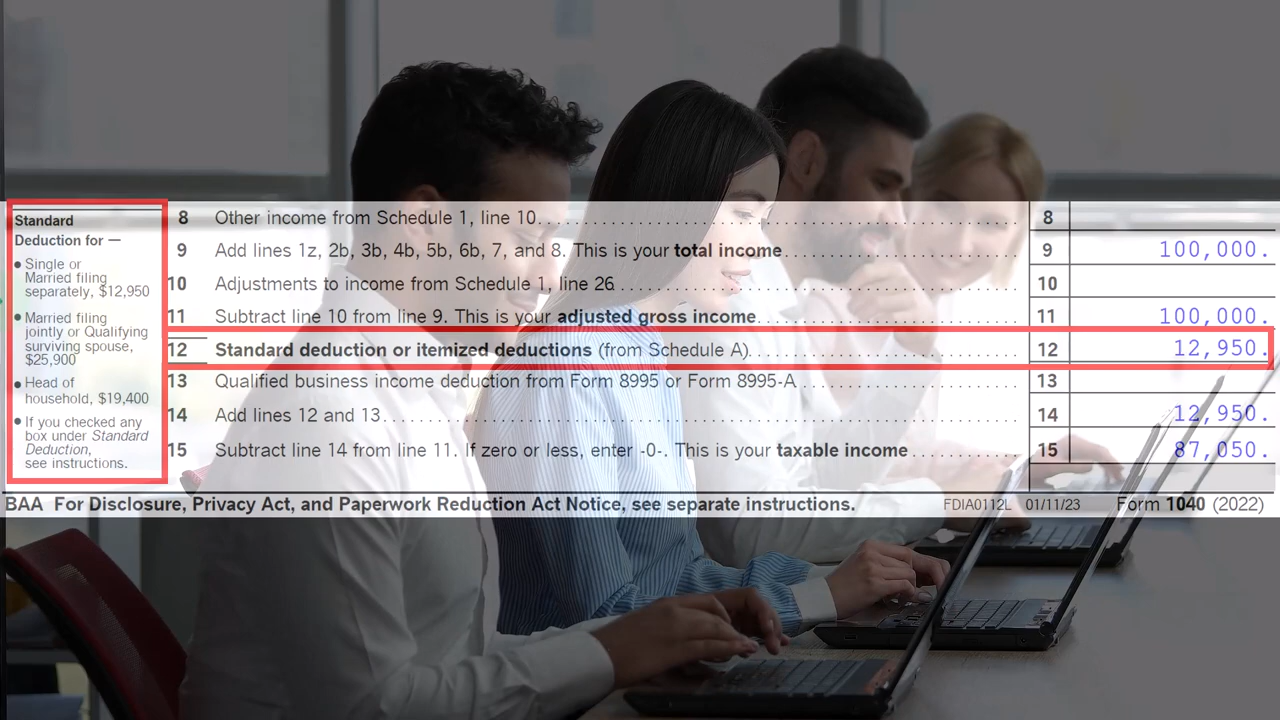 Standard
Deduction for —
• Single or
Married filing
separately, $12,950
• Married filing
jointly or Qualifying
surviving spouse,
$25,900
• Head of
household, $19,400
• If you checked any
box under Standard
Deduction,
see instructions.
8 Other income from Schedule 1, line 10 8
9 Add lines 1z, 2b, 3b, 4b, 5b, 6b, 7, and 8. This is your total income 9 100,000.
10 Adjustments to income from Schedule 1, line 26 10
11 Subtract line 10 from line 9. This is your adjusted gross income 11 100,000.
12 Standard deduction or itemized deductions (from Schedule A) 12 12,950.
13 Qualified business income deduction from Form 8995 or Form 8995-A 13
14 Add lines 12 and 13 14 12,950.
15 Subtract line 14 from line 11. If zero or less, enter -0-. This is your taxable income 15 87,050.
BAA For Disclosure, Privacy Act, and Paperwork Reduction Act Notice, see separate instructions. FDIA0112L 01/11/23 Form 1040 (2022)